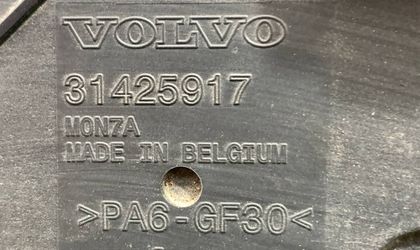 VOLVO
31425917
MON7A
MADE IN BELGIUM
>PA6-GF30<